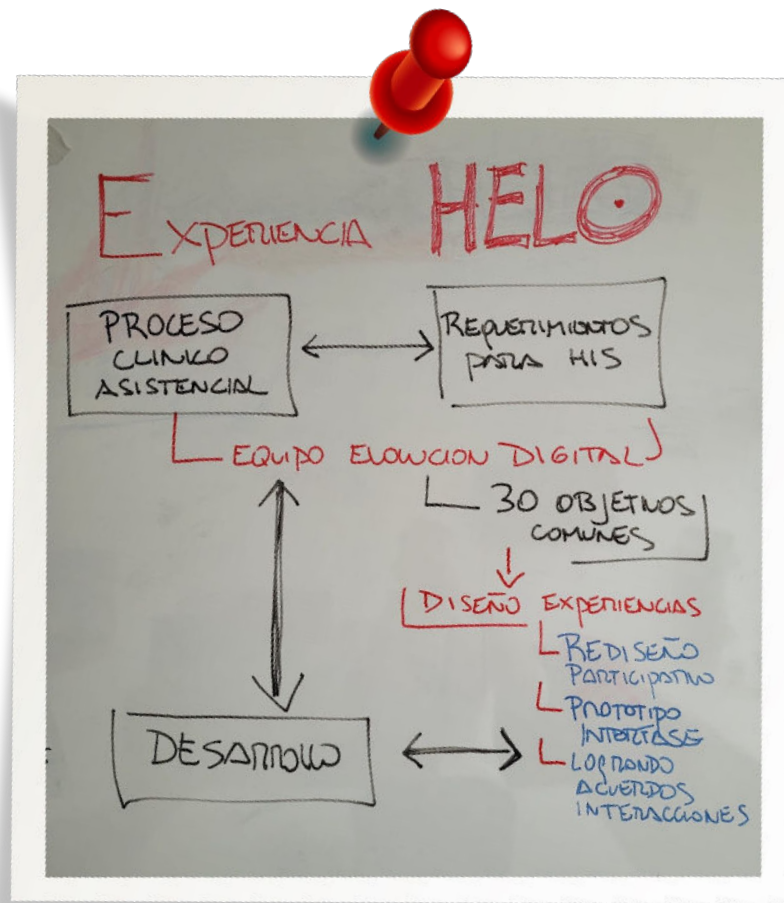 EXPERIENCIA HELO
PROCESO
CLINICO
ASISTENCIAL
REQUERIMIENTOS
PARA HIS
EQUIPO EVOLUCION DIGITAL
30 OBJETIVOS
COMUNES
DISEÑO EXPERIENCIAS
REDISEÑO
PARTICIPATIVO
PROTOTIPO
INTERFASE
LOGRANDO
ACUERDOS
INTERACCIONES
DESARROLLO